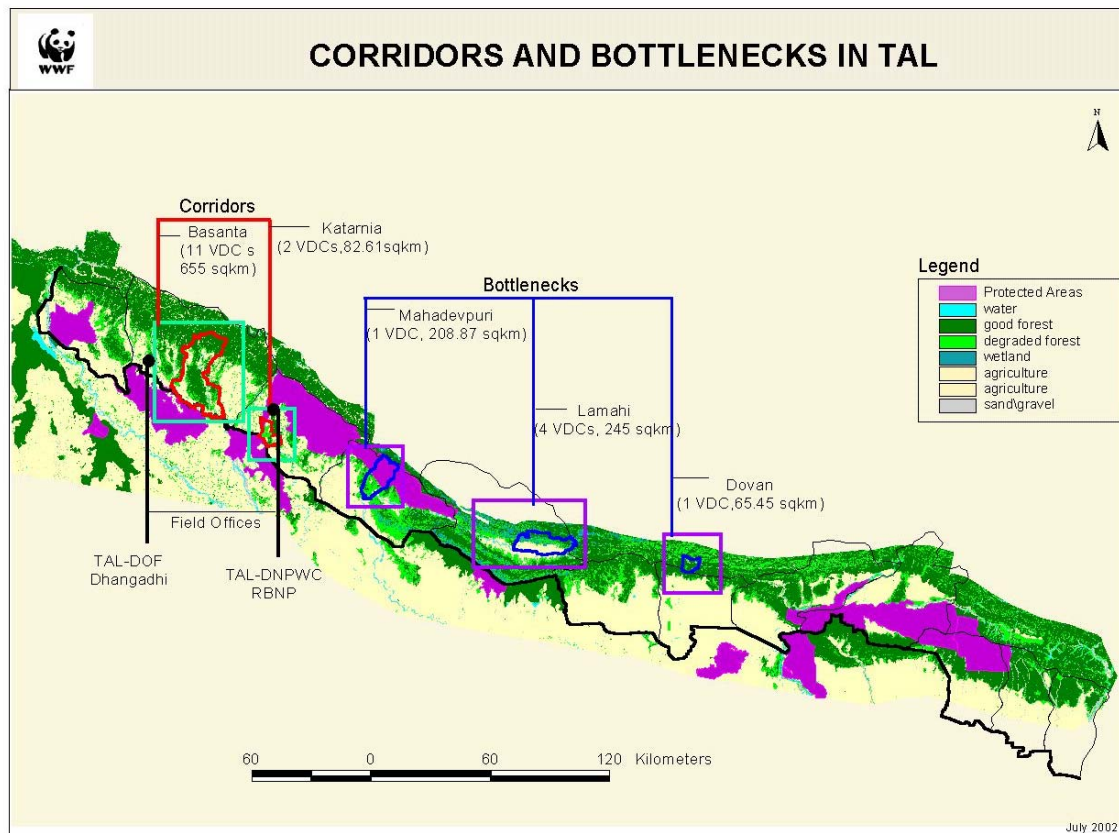 WWF
CORRIDORS AND BOTTLENECKS IN TAL
N
Corridors
Basanta
(11 VDC s
655 sqkm)
Katarnia
(2 VDCs,82.61sqkm)
Bottlenecks
Mahadevpuri
(1 VDC, 208.87 sqkm)
Lamahi
(4 VDCs, 245 sqkm)
Dovan
(1 VDC,65.45 sqkm)
Legend
Protected Areas
water
good forest
degraded forest
wetland
agriculture
agriculture
sand\gravel
Field Offices
TAL-DOF
Dhangadhi
TAL-DNPWC
RBNP
60 0 60 120 Kilometers
July 2002